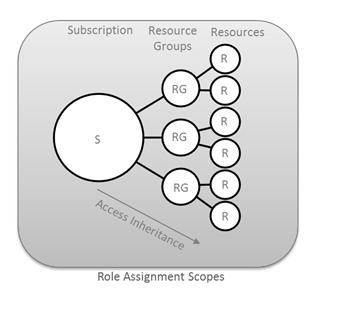 Subscription
Resource
Groups
Resources
S
RG
RG
RG
R
R
R
R
R
R
Access Inheritance
Role Assignment Scopes